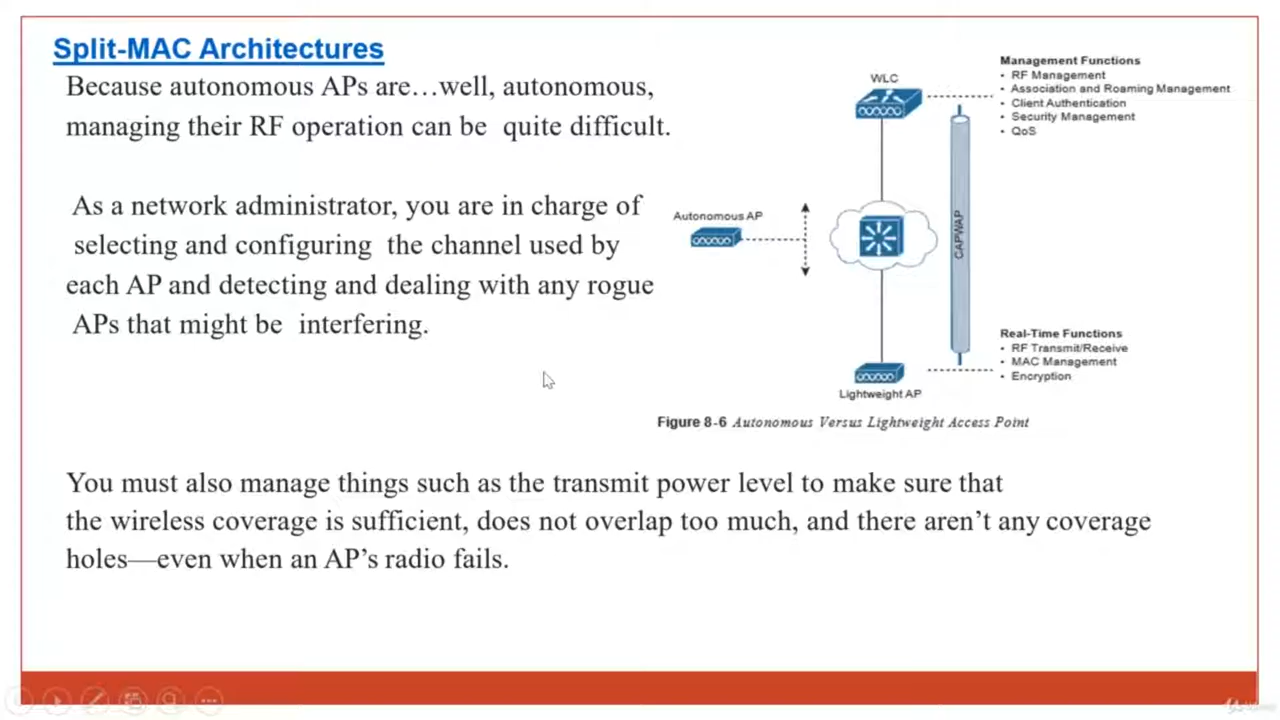 Split-MAC Architectures
Because autonomous APs are…well, autonomous,
managing their RF operation can be quite difficult.
As a network administrator, you are in charge of
selecting and configuring the channel used by
each AP and detecting and dealing with any rogue
APs that might be interfering.
WLC
Management Functions
• RF Management
• Association and Roaming Management
• Client Authentication
• Security Management
• QoS
Autonomous AP
CAPWAP
Real-Time Functions
• RF Transmit/Receive
• MAC Management
• Encryption
Lightweight AP
Figure 8-6 Autonomous Versus Lightweight Access Point
You must also manage things such as the transmit power level to make sure that
the wireless coverage is sufficient, does not overlap too much, and there aren't any coverage
holes—even when an AP's radio fails.